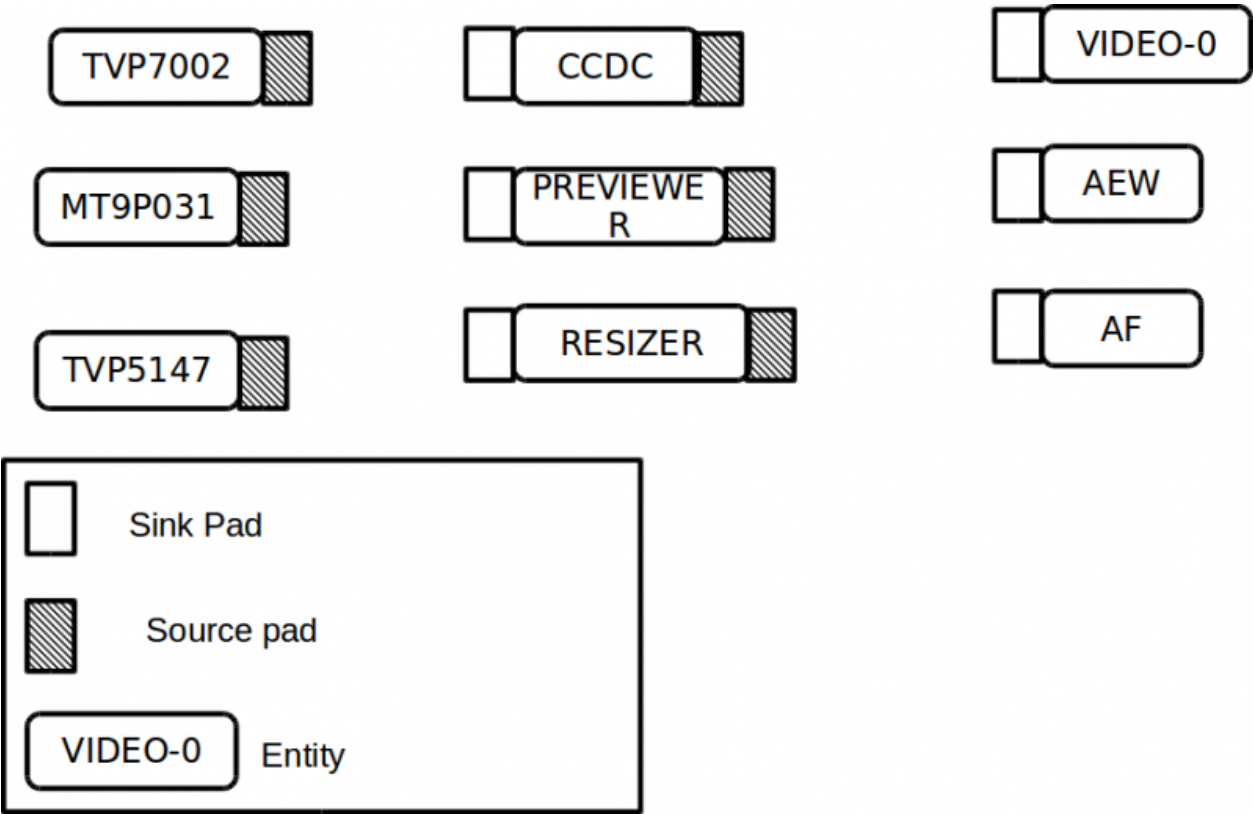 TVP7002
CCDC
VIDEO-0
MT9P031
PREVIEWE
R
AEW
TVP5147
RESIZER
AF
Sink Pad
Source pad
VIDEO-0
Entity